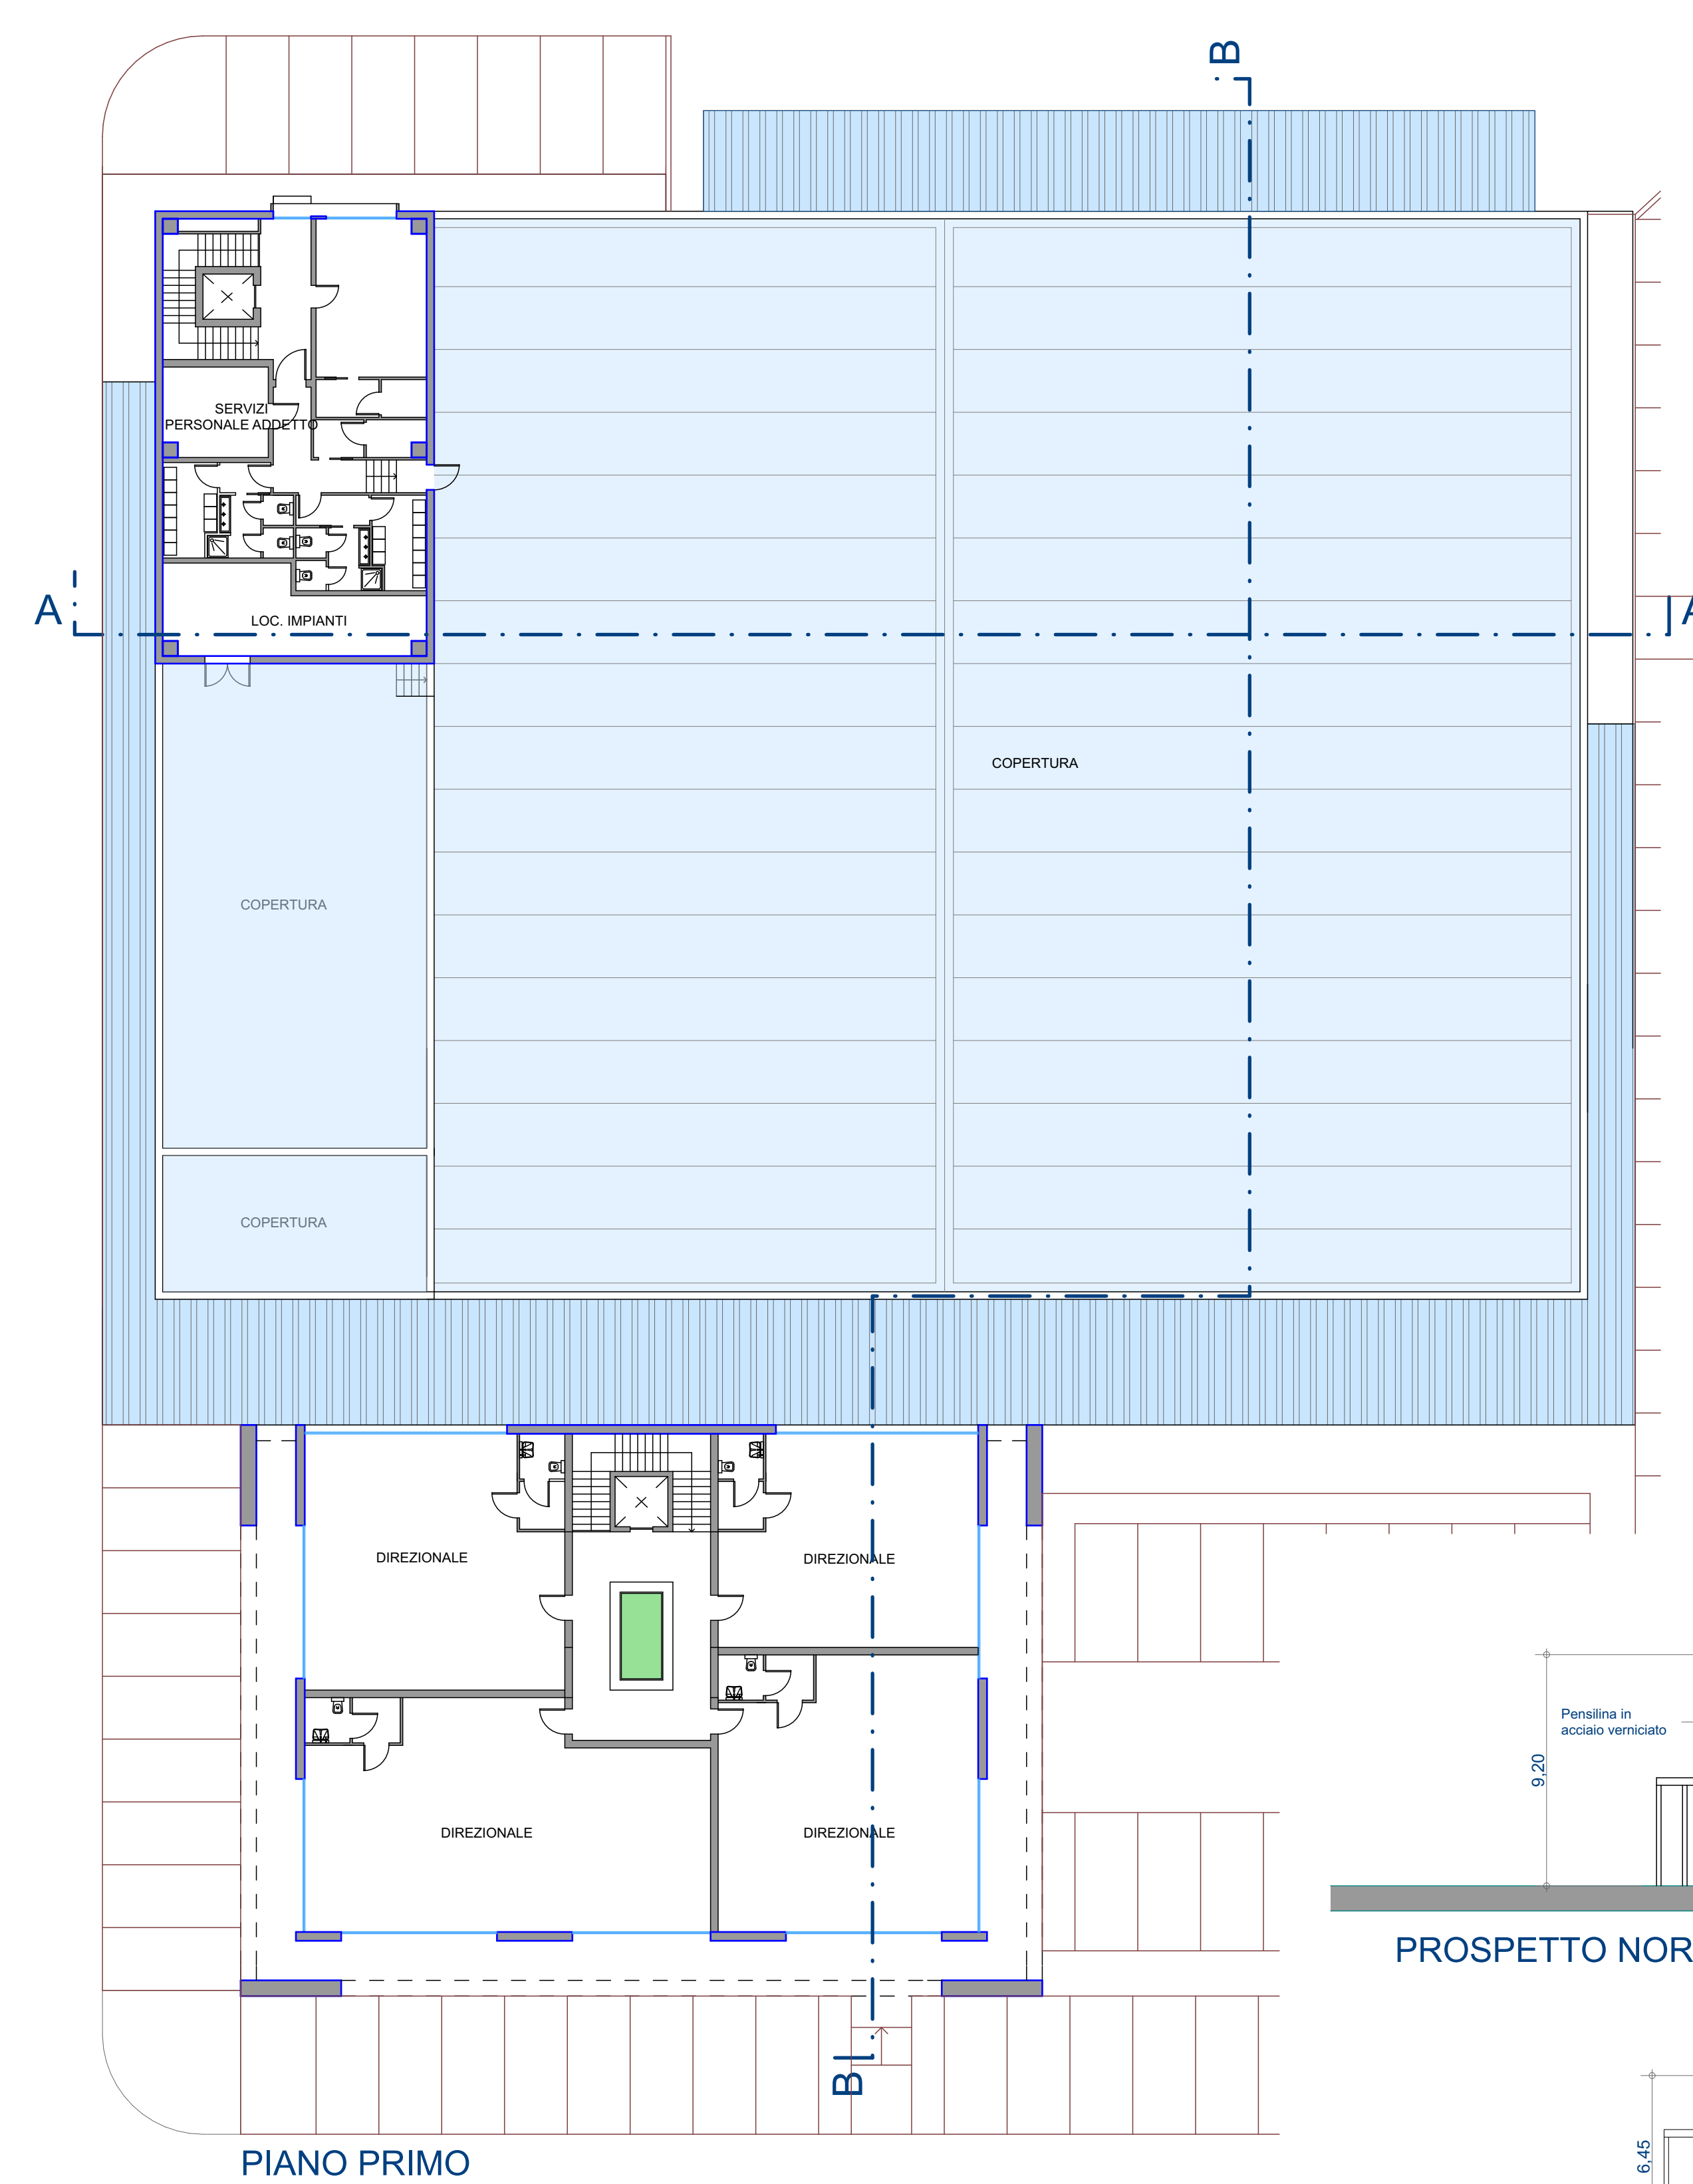 B
SERVIZI
PERSONALE ADDETTO
A
LOC. IMPIANTI
A
COPERTURA
COPERTURA
COPERTURA
DIREZIONALE
DIREZIONALE
Pensilina in
acciaio verniciato
9,20
DIREZIONALE
DIREZIONALE
PROSPETTO NOR
B
PIANO PRIMO
6,45